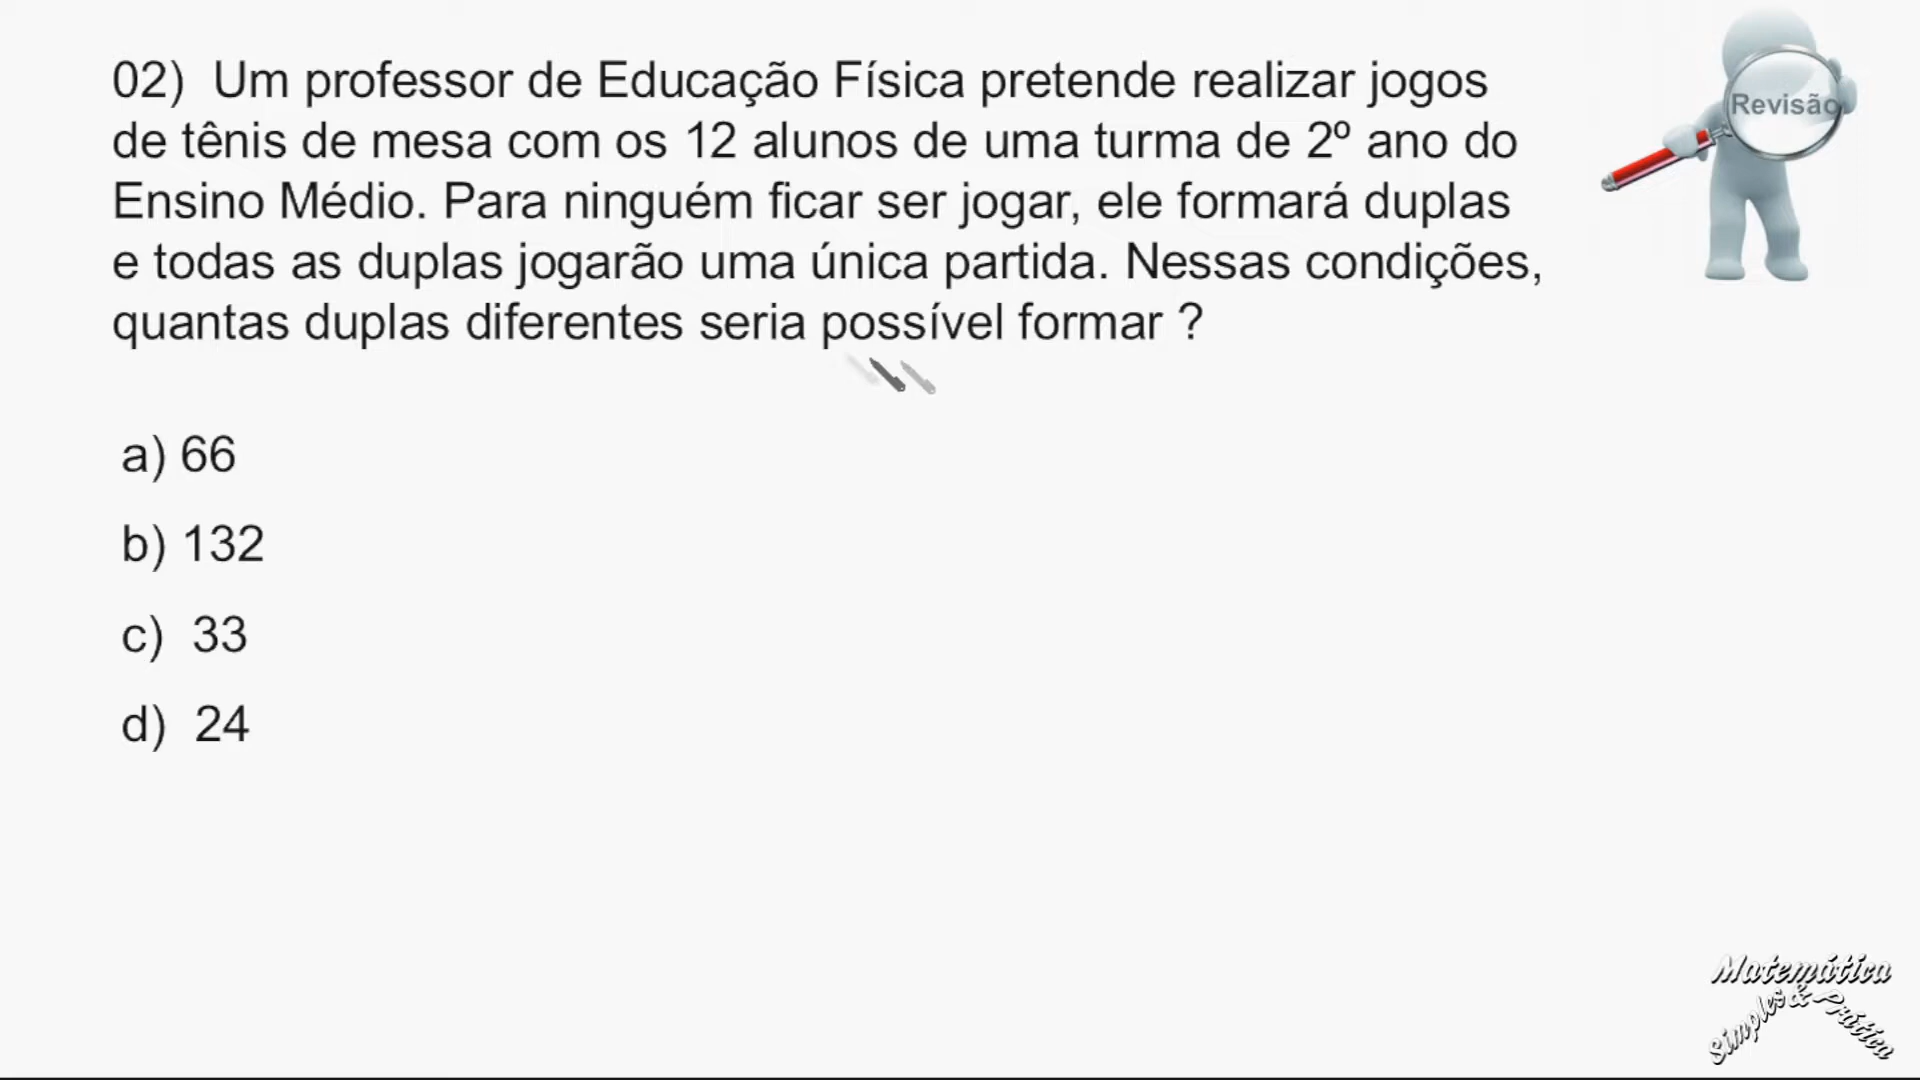 02) Um professor de Educação Física pretende realizar jogos
de tênis de mesa com os 12 alunos de uma turma de 2º ano do
Ensino Médio. Para ninguém ficar ser jogar, ele formará duplas
e todas as duplas jogarão uma única partida. Nessas condições,
quantas duplas diferentes seria possível formar ?
Revisão
a) 66
b) 132
c) 33
d) 24
Matemática
Simples & Prática